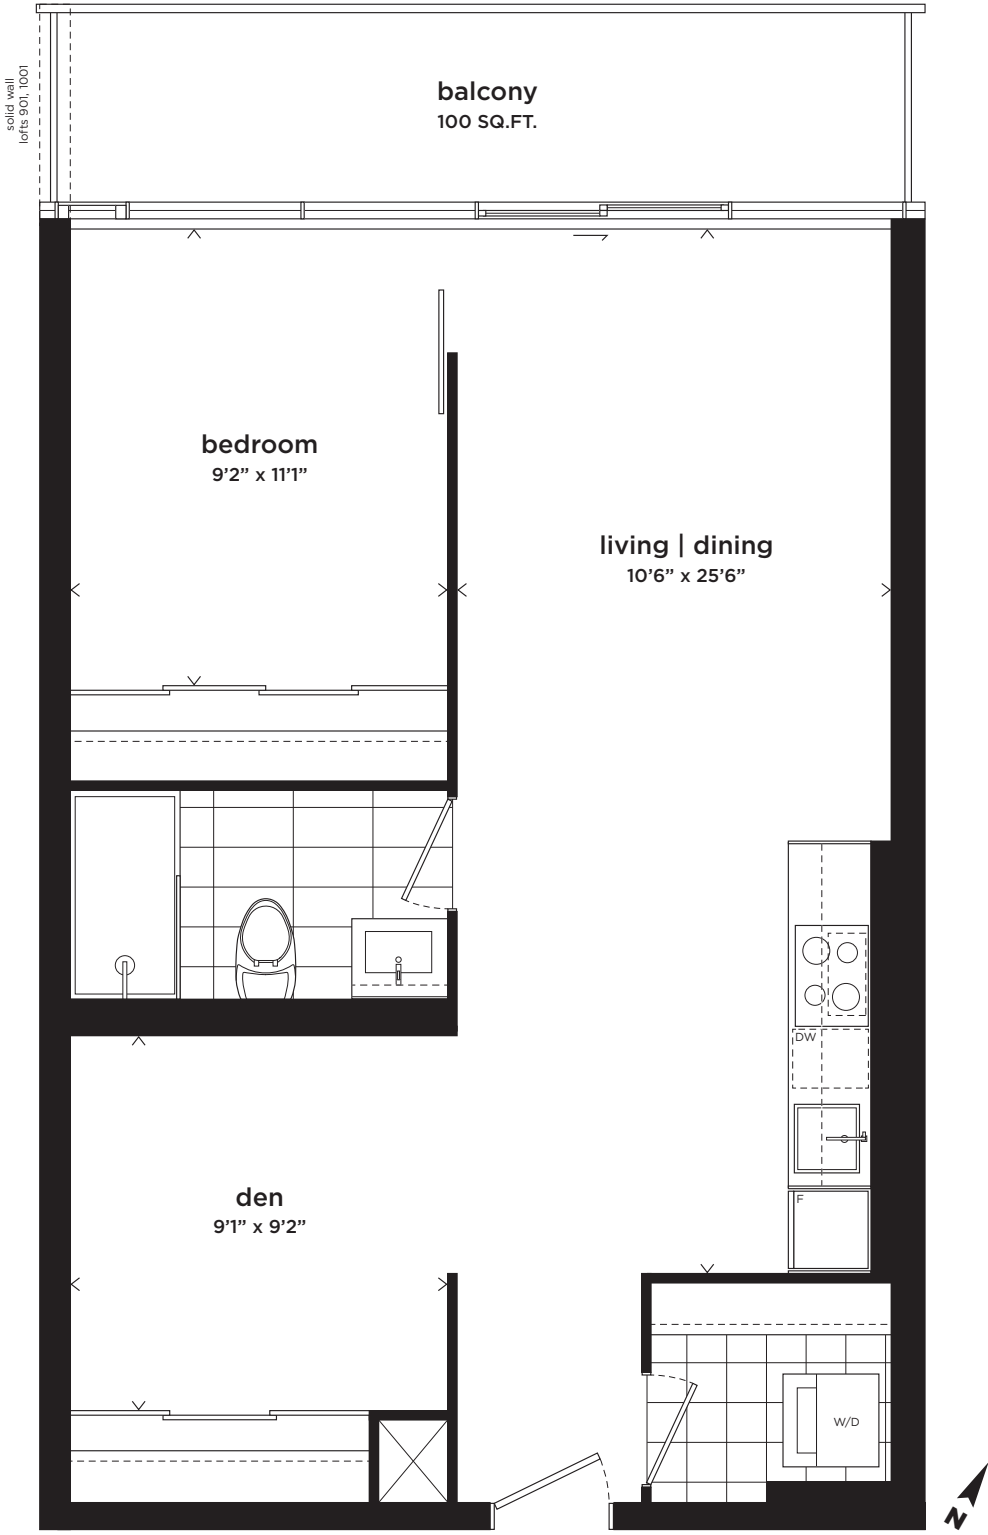 solid wall
lofts 901, 1001
balcony
100 SQ.FT.
bedroom
9’2” x 11’1”
living | dining
10’6” x 25’6”
DW
F
den
9’1” x 9’2”
W/D
N